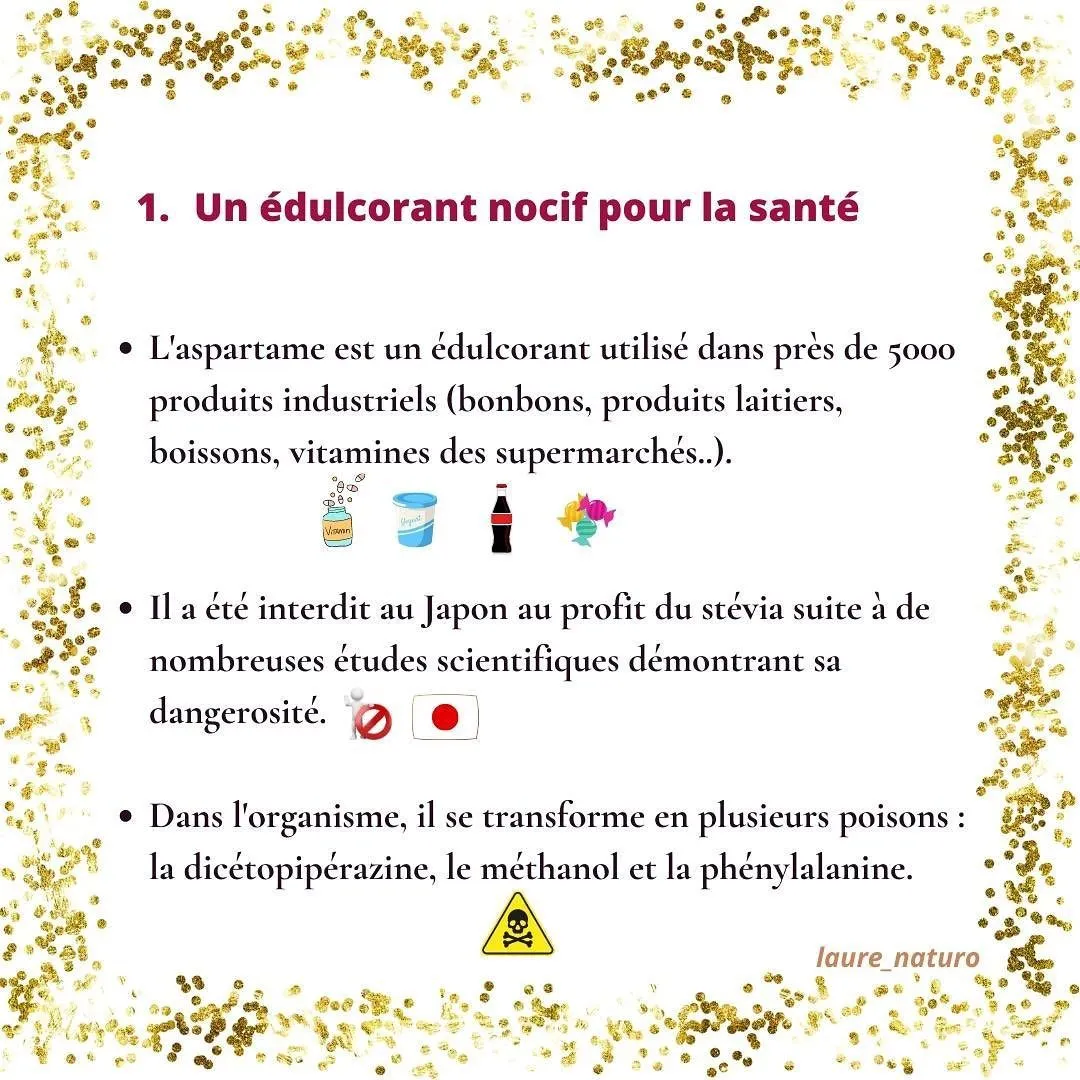 1. Un édulcorant nocif pour la santé
• L'aspartame est un édulcorant utilisé dans près de 5000
produits industriels (bonbons, produits laitiers,
boissons, vitamines des supermarchés..).
Vitamin
Yogurt
• Il a été interdit au Japon au profit du stévia suite à de
nombreuses études scientifiques démontrant sa
dangerosité.
• Dans l'organisme, il se transforme en plusieurs poisons :
la dicétopipérazine, le méthanol et la phénylalanine.
laure_naturo